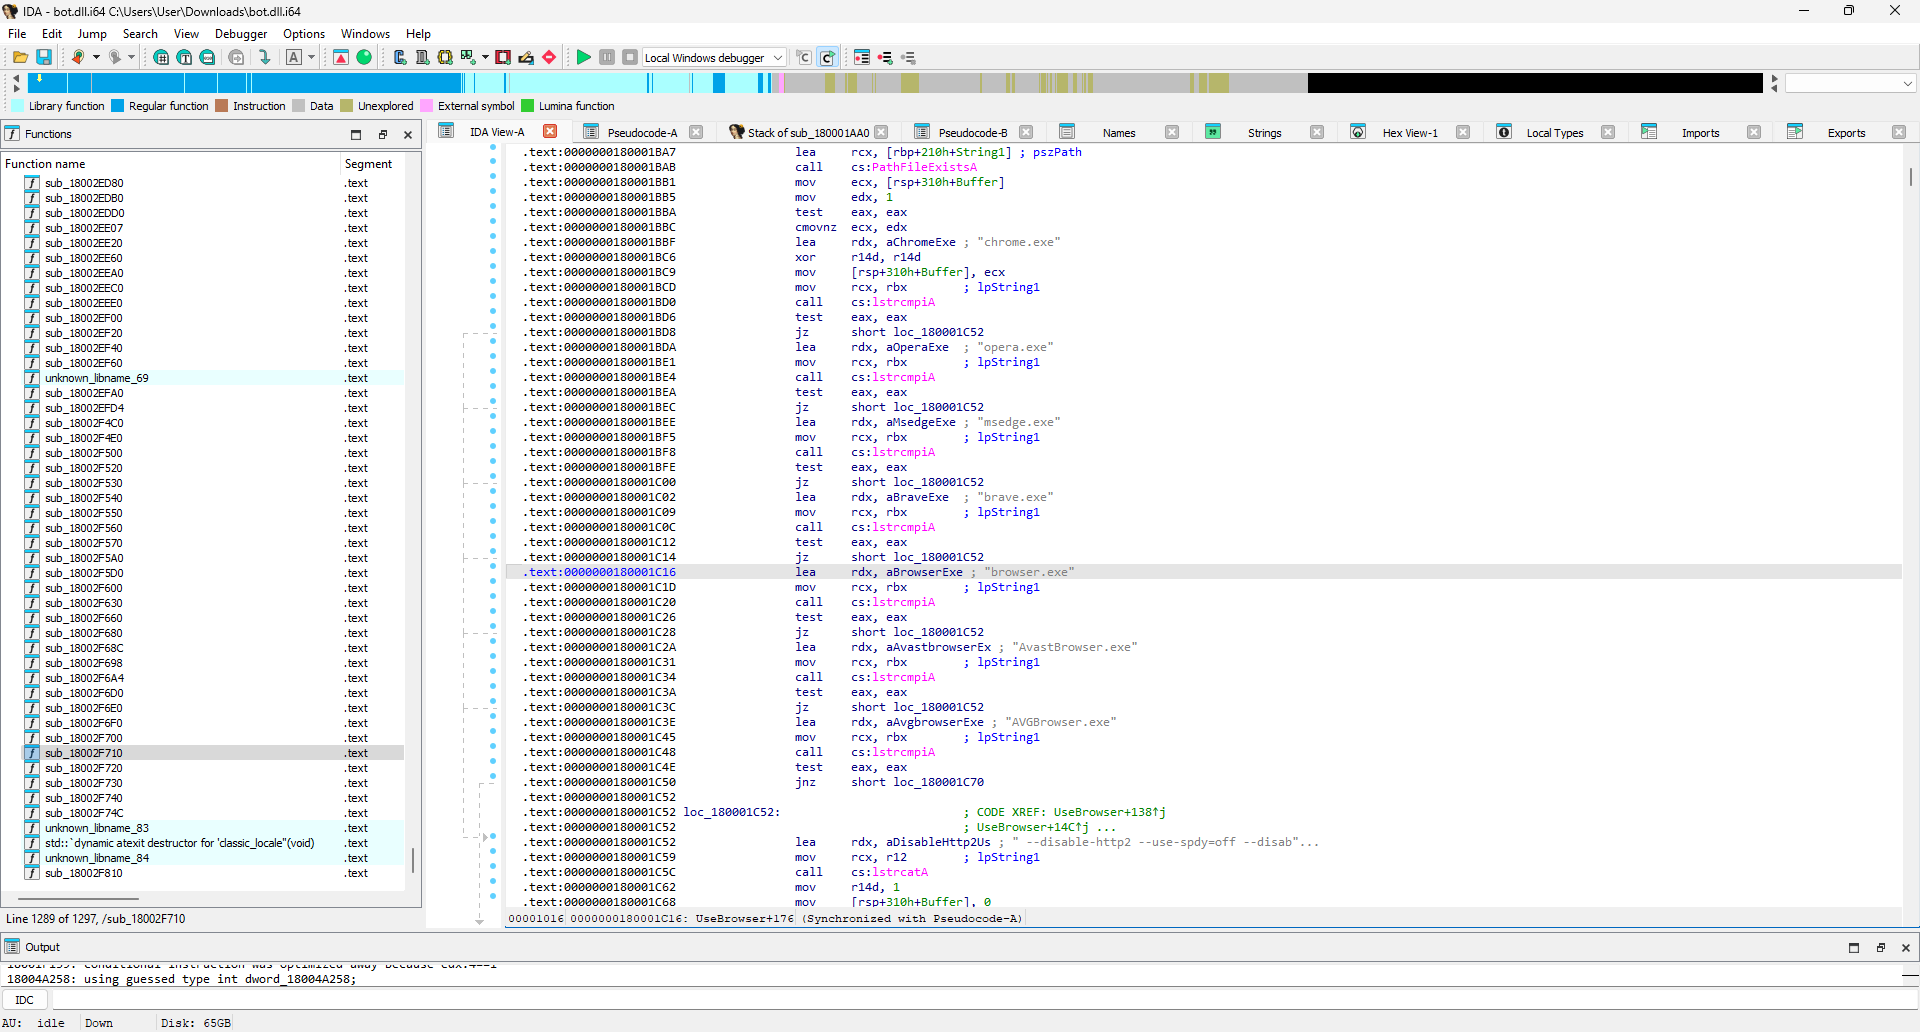 IDA - bot.dll.i64 C:\Users\User\Downloads\bot.dll.i64
File Edit Jump Search View Debugger Options Windows Help
Local Windows debugger
Library function Regular function Instruction Data Unexplored External symbol Lumina function
Functions
IDA View-A Pseudocode-A Stack of sub_180001AA0 Pseudocode-B Names Strings Hex View-1 Local Types Imports Exports
Function name Segment
sub_18002ED80 .text
sub_18002EDB0 .text
sub_18002EDD0 .text
sub_18002EE07 .text
sub_18002EE20 .text
sub_18002EE60 .text
sub_18002EEA0 .text
sub_18002EEC0 .text
sub_18002EEE0 .text
sub_18002EF00 .text
sub_18002EF20 .text
sub_18002EF40 .text
sub_18002EF60 .text
unknown_libname_69 .text
sub_18002EFA0 .text
sub_18002EFD4 .text
sub_18002F4C0 .text
sub_18002F4E0 .text
sub_18002F500 .text
sub_18002F520 .text
sub_18002F530 .text
sub_18002F540 .text
sub_18002F550 .text
sub_18002F560 .text
sub_18002F570 .text
sub_18002F5A0 .text
sub_18002F5D0 .text
sub_18002F600 .text
sub_18002F630 .text
sub_18002F660 .text
sub_18002F680 .text
sub_18002F68C .text
sub_18002F698 .text
sub_18002F6A4 .text
sub_18002F6D0 .text
sub_18002F6E0 .text
sub_18002F6F0 .text
sub_18002F700 .text
sub_18002F710 .text
sub_18002F720 .text
sub_18002F730 .text
sub_18002F740 .text
sub_18002F74C .text
unknown_libname_83 .text
std::`dynamic atexit destructor for 'classic_locale''(void) .text
unknown_libname_84 .text
sub_18002F810 .text
Line 1289 of 1297, /sub_18002F710
.text:0000000180001BA7 lea rcx, [rbp+210h+String1] ; pszPath
.text:0000000180001BAB call cs:PathFileExistsA
.text:0000000180001BB1 mov ecx, [rsp+310h+Buffer]
.text:0000000180001BB5 mov edx, 1
.text:0000000180001BBA test eax, eax
.text:0000000180001BBC cmovnz ecx, edx
.text:0000000180001BBF lea rdx, aChromeExe ; "chrome.exe"
.text:0000000180001BC6 xor r14d, r14d
.text:0000000180001BC9 mov [rsp+310h+Buffer], ecx
.text:0000000180001BCD mov rcx, rbx ; lpString1
.text:0000000180001BD0 call cs:lstrcmpiA
.text:0000000180001BD6 test eax, eax
.text:0000000180001BD8 jz short loc_180001C52
.text:0000000180001BDA lea rdx, aOperaExe ; "opera.exe"
.text:0000000180001BE1 mov rcx, rbx ; lpString1
.text:0000000180001BE4 call cs:lstrcmpiA
.text:0000000180001BEA test eax, eax
.text:0000000180001BEC jz short loc_180001C52
.text:0000000180001BEE lea rdx, aMsedgeExe ; "msedge.exe"
.text:0000000180001BF5 mov rcx, rbx ; lpString1
.text:0000000180001BF8 call cs:lstrcmpiA
.text:0000000180001BFE test eax, eax
.text:0000000180001C00 jz short loc_180001C52
.text:0000000180001C02 lea rdx, aBraveExe ; "brave.exe"
.text:0000000180001C09 mov rcx, rbx ; lpString1
.text:0000000180001C0C call cs:lstrcmpiA
.text:0000000180001C12 test eax, eax
.text:0000000180001C14 jz short loc_180001C52
.text:0000000180001C16 lea rdx, aBrowserExe ; "browser.exe"
.text:0000000180001C1D mov rcx, rbx ; lpString1
.text:0000000180001C20 call cs:lstrcmpiA
.text:0000000180001C26 test eax, eax
.text:0000000180001C28 jz short loc_180001C52
.text:0000000180001C2A lea rdx, aAvastbrowserEx ; "AvastBrowser.exe"
.text:0000000180001C31 mov rcx, rbx ; lpString1
.text:0000000180001C34 call cs:lstrcmpiA
.text:0000000180001C3A test eax, eax
.text:0000000180001C3C jz short loc_180001C52
.text:0000000180001C3E lea rdx, aAvgbrowserExe ; "AVGBrowser.exe"
.text:0000000180001C45 mov rcx, rbx ; lpString1
.text:0000000180001C48 call cs:lstrcmpiA
.text:0000000180001C4E test eax, eax
.text:0000000180001C50 jnz short loc_180001C70
.text:0000000180001C52
.text:0000000180001C52 loc_180001C52: ; CODE XREF: UseBrowser+138↑j
.text:0000000180001C52 ; UseBrowser+14C↑j ...
.text:0000000180001C52 lea rdx, aDisableHttp2Us ; " --disable-http2 --use-spdy=off --disab"...
.text:0000000180001C59 mov rcx, r12 ; lpString1
.text:0000000180001C5C call cs:lstrcatA
.text:0000000180001C62 mov r14d, 1
.text:0000000180001C68 mov [rsp+310h+Buffer], 0
00001016 0000000180001C16: UseBrowser+176 (Synchronized with Pseudocode-A)
Output
18001F159: conditional instruction was optimized away because edx.4==1
18004A258: using guessed type int dword_18004A258;
IDC
AU: idle Down Disk: 65GB